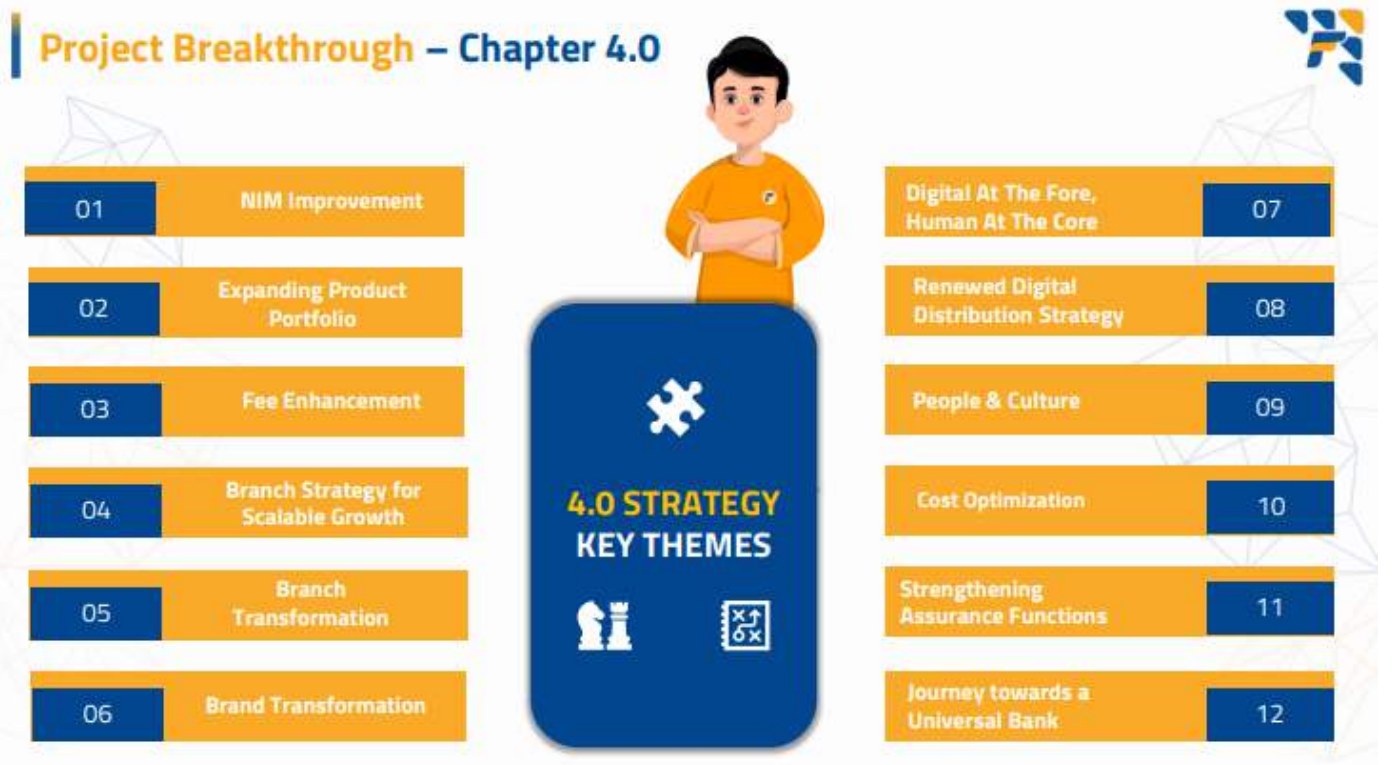 Project Breakthrough – Chapter 4.0
01
NIM Improvement
02
Expanding Product
Portfolio
03
Fee Enhancement
04
Branch Strategy for
Scalable Growth
05
Branch
Transformation
06
Brand Transformation
4.0 STRATEGY
KEY THEMES
Digital At The Fore,
Human At The Core
07
Renewed Digital
Distribution Strategy
08
People & Culture
09
Cost Optimization
10
Strengthening
Assurance Functions
11
Journey towards a
Universal Bank
12